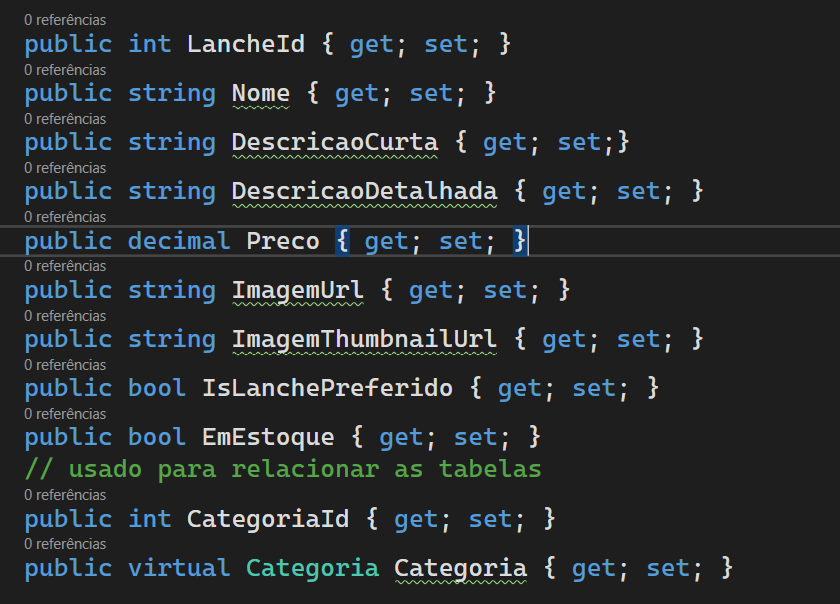 0 referências
public int LancheId { get; set; }
0 referências
public string Nome { get; set; }
0 referências
public string DescricaoCurta { get; set;}
0 referências
public string DescricaoDetalhada { get; set; }
0 referências
public decimal Preco { get; set; }
0 referências
public string ImagemUrl { get; set; }
0 referências
public string ImagemThumbnailUrl { get; set; }
0 referências
public bool IsLanchePreferido { get; set; }
0 referências
public bool EmEstoque { get; set; }
// usado para relacionar as tabelas
0 referências
public int CategoriaId { get; set; }
0 referências
public virtual Categoria Categoria { get; set; }